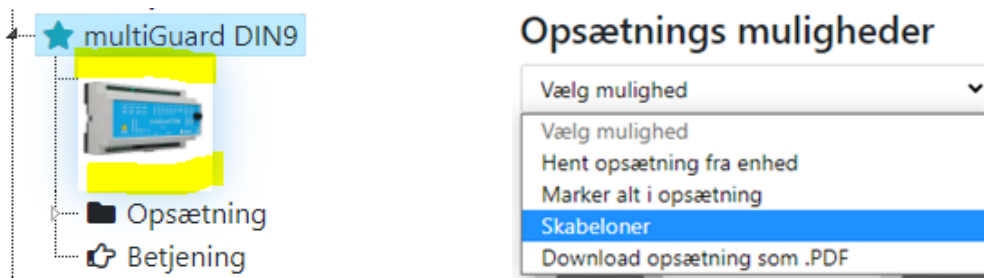 multiGuard DIN9
Opsætning
Betjening
Opsætnings muligheder
Vælg mulighed
Vælg mulighed
Hent opsætning fra enhed
Marker alt i opsætning
Skabeloner
Download opsætning som .PDF